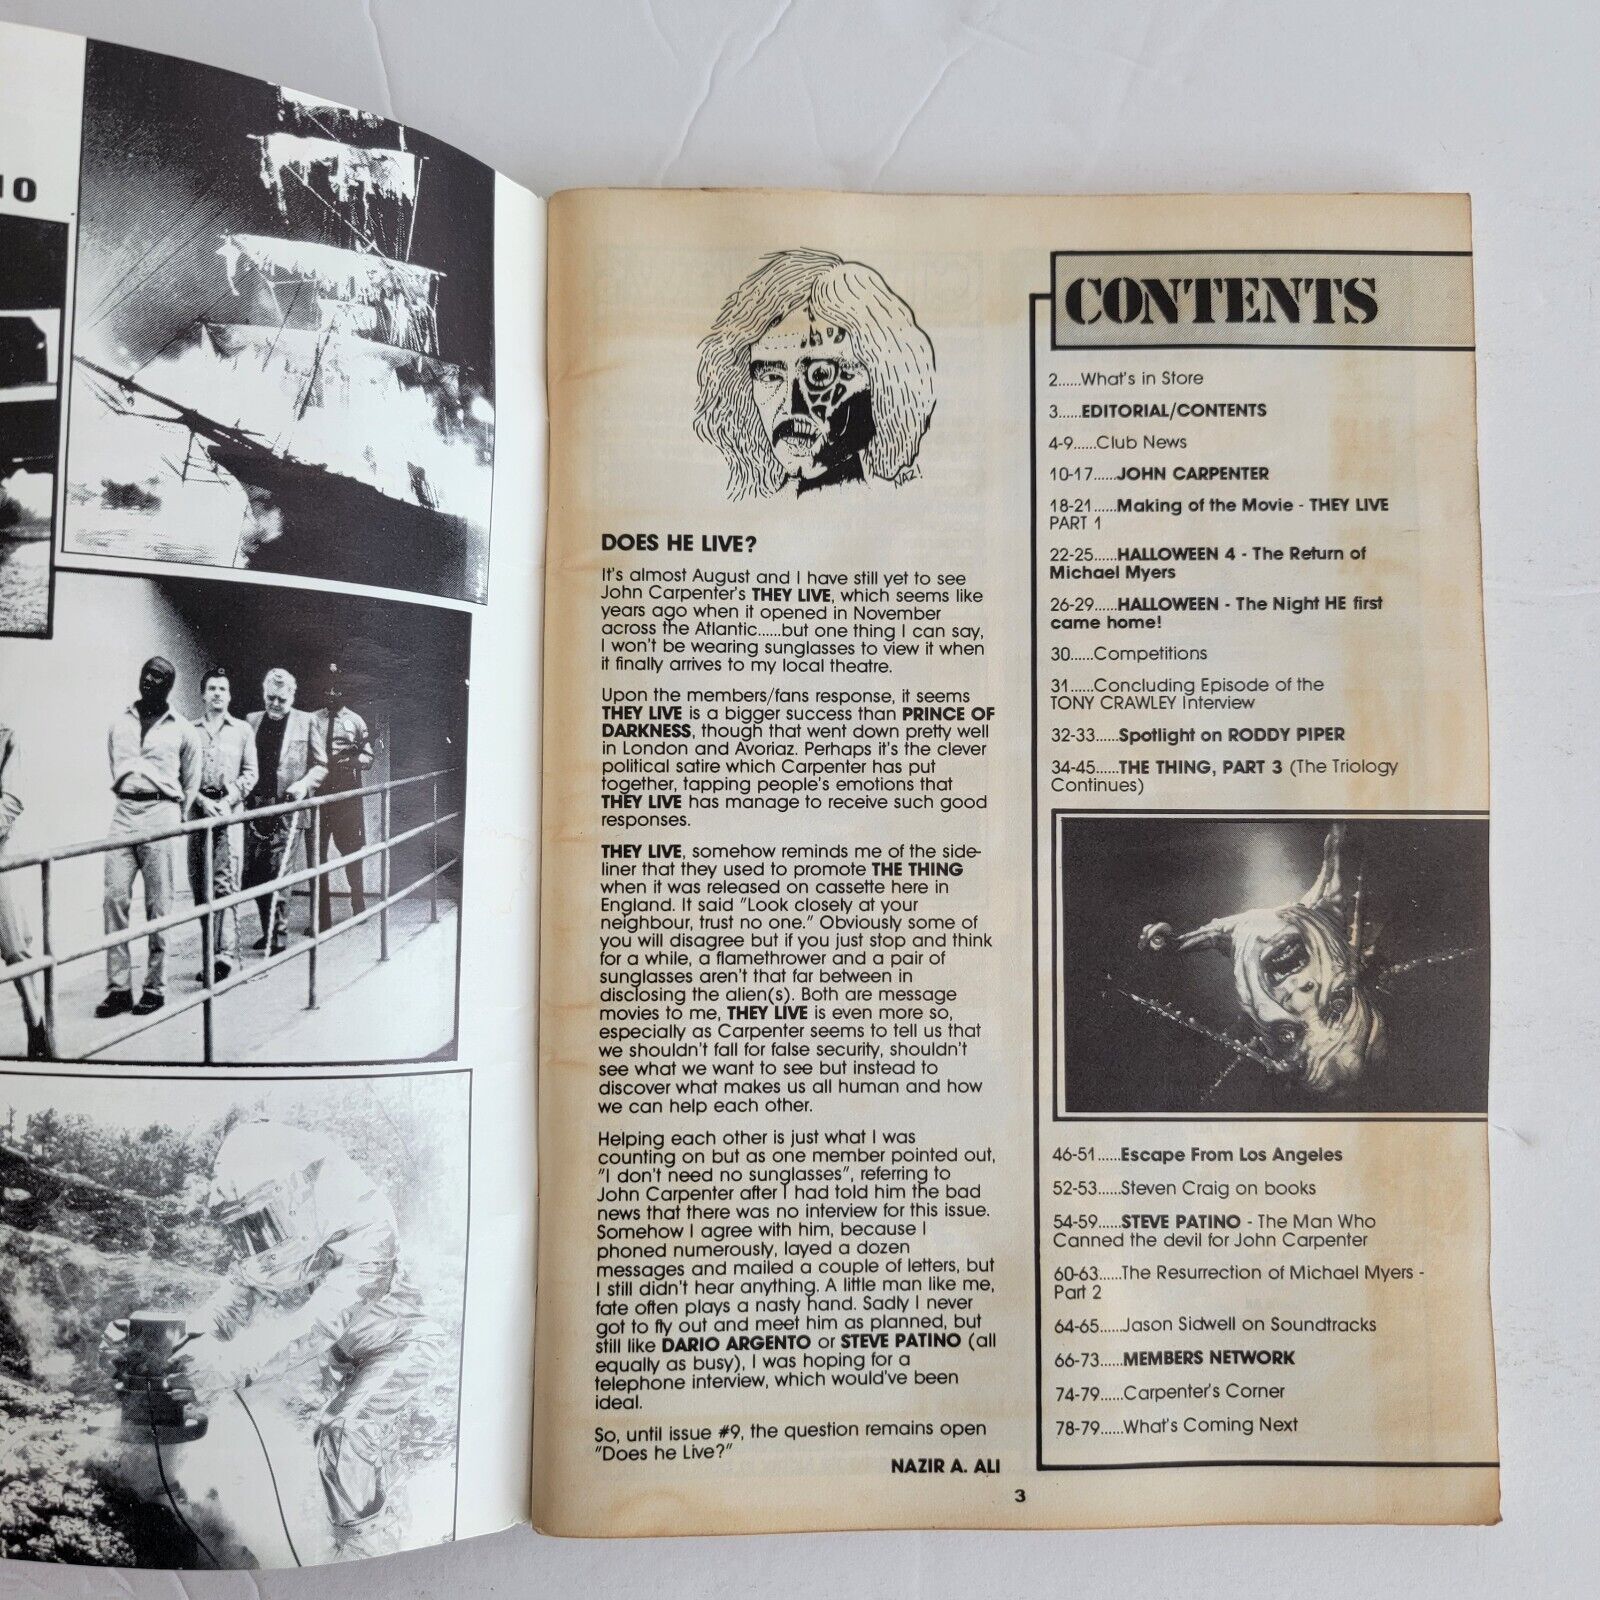 10
NAZ!
DOES HE LIVE?
It's almost August and I have still yet to see
John Carpenter's THEY LIVE, which seems like
years ago when it opened in November
across the Atlantic......but one thing I can say,
I won't be wearing sunglasses to view it when
it finally arrives to my local theatre.
Upon the members/fans response, it seems
THEY LIVE is a bigger success than PRINCE OF
DARKNESS, though that went down pretty well
in London and Avoriaz. Perhaps it's the clever
political satire which Carpenter has put
together, tapping people's emotions that
THEY LIVE has manage to receive such good
responses.
THEY LIVE, somehow reminds me of the side-
liner that they used to promote THE THING
when it was released on cassette here in
England. It said "Look closely at your
neighbour, trust no one." Obviously some of
you will disagree but if you just stop and think
for a while, a flamethrower and a pair of
sunglasses aren't that far between in
disclosing the alien(s). Both are message
movies to me, THEY LIVE is even more so,
especially as Carpenter seems to tell us that
we shouldn't fall for false security, shouldn't
see what we want to see but instead to
discover what makes us all human and how
we can help each other.
Helping each other is just what I was
counting on but as one member pointed out,
"I don't need no sunglasses", referring to
John Carpenter after I had told him the bad
news that there was no interview for this issue.
Somehow I agree with him, because I
phoned numerously, layed a dozen
messages and mailed a couple of letters, but
I still didn't hear anything. A little man like me,
fate often plays a nasty hand. Sadly I never
got to fly out and meet him as planned, but
still like DARIO ARGENTO or STEVE PATINO (all
equally as busy), I was hoping for a
telephone interview, which would've been
ideal.
So, until issue #9, the question remains open
"Does he Live?"
NAZIR A. ALI
CONTENTS
2......What's in Store
3......EDITORIAL/CONTENTS
4-9......Club News
10-17......JOHN CARPENTER
18-21......Making of the Movie - THEY LIVE
PART 1
22-25......HALLOWEEN 4 - The Return of
Michael Myers
26-29......HALLOWEEN - The Night HE first
came home!
30......Competitions
31......Concluding Episode of the
TONY CRAWLEY Interview
32-33......Spotlight on RODDY PIPER
34-45......THE THING, PART 3 (The Triology
Continues)
46-51......Escape From Los Angeles
52-53......Steven Craig on books
54-59......STEVE PATINO - The Man Who
Canned the devil for John Carpenter
60-63......The Resurrection of Michael Myers -
Part 2
64-65......Jason Sidwell on Soundtracks
66-73......MEMBERS NETWORK
74-79......Carpenter's Corner
78-79......What's Coming Next
3